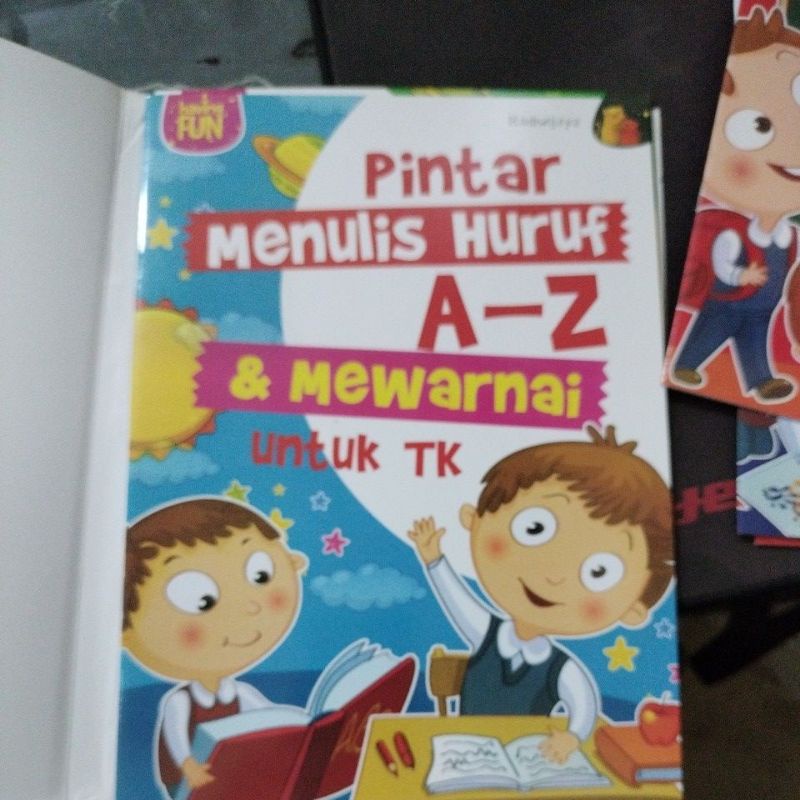 FUN
Pintar
Menulis Huruf
A-Z
& Mewarnai
untuk TK